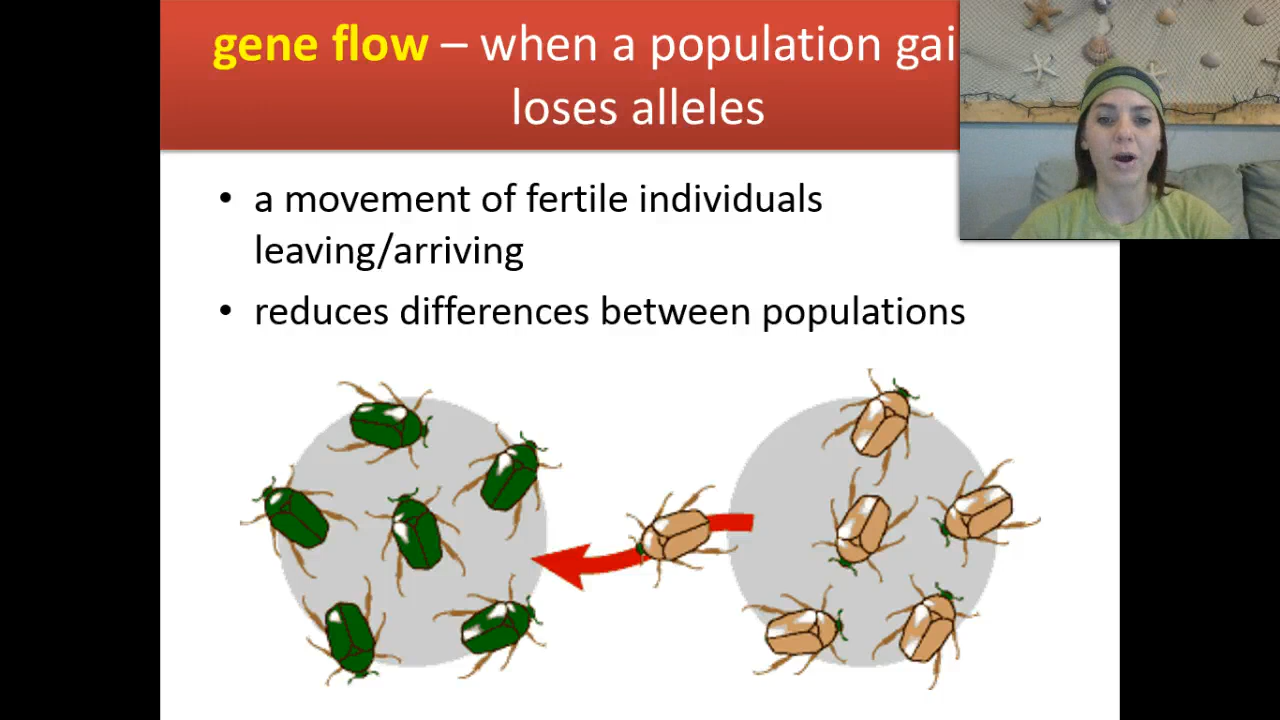 gene flow – when a population gai
loses alleles
• a movement of fertile individuals
leaving/arriving
• reduces differences between populations